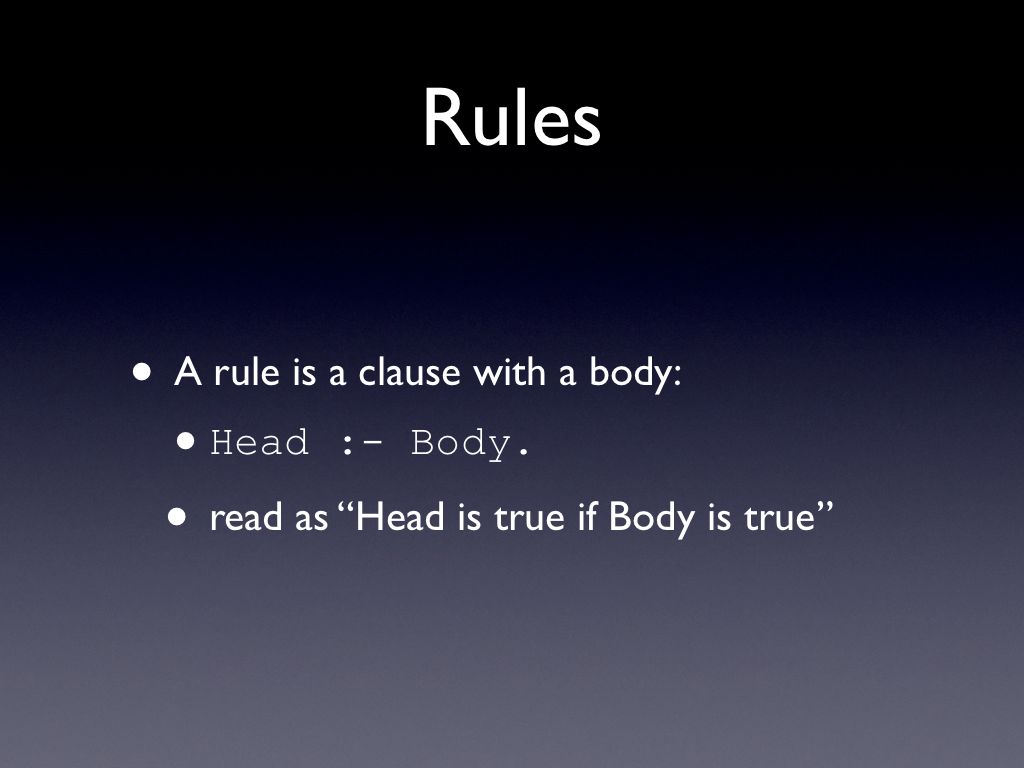 Rules
• A rule is a clause with a body:
• Head :- Body.
• read as “Head is true if Body is true”